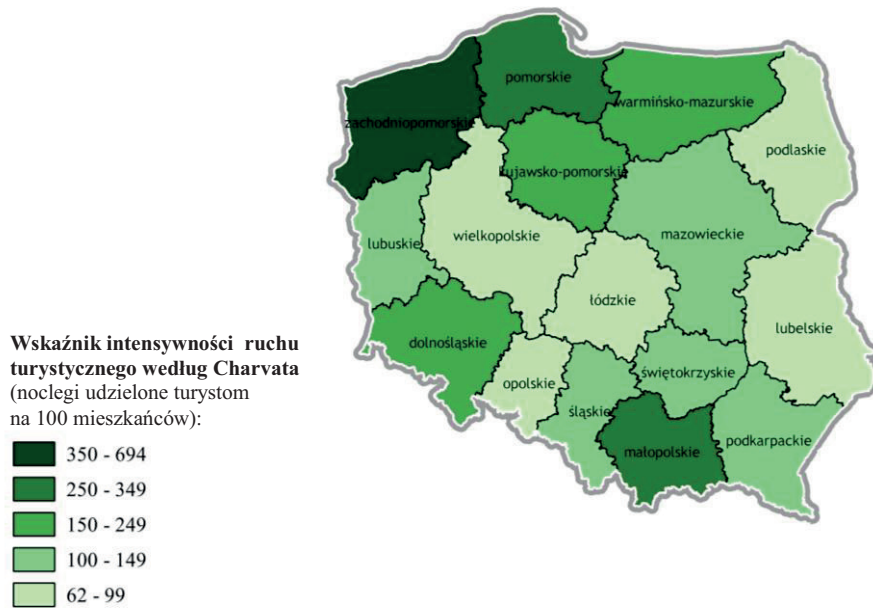 pomorskie
warmińsko-mazurskie
zachodniopomorskie
podlaskie
kujawsko-pomorskie
mazowieckie
wielkopolskie
lubuskie
łódzkie
lubelskie
dolnośląskie
świętokrzyskie
opolskie
śląskie
podkarpackie
małopolskie
Wskaźnik intensywności ruchu
turystycznego według Charvata
(noclegi udzielone turystom
na 100 mieszkańców):
350 - 694
250 - 349
150 - 249
100 - 149
62 - 99